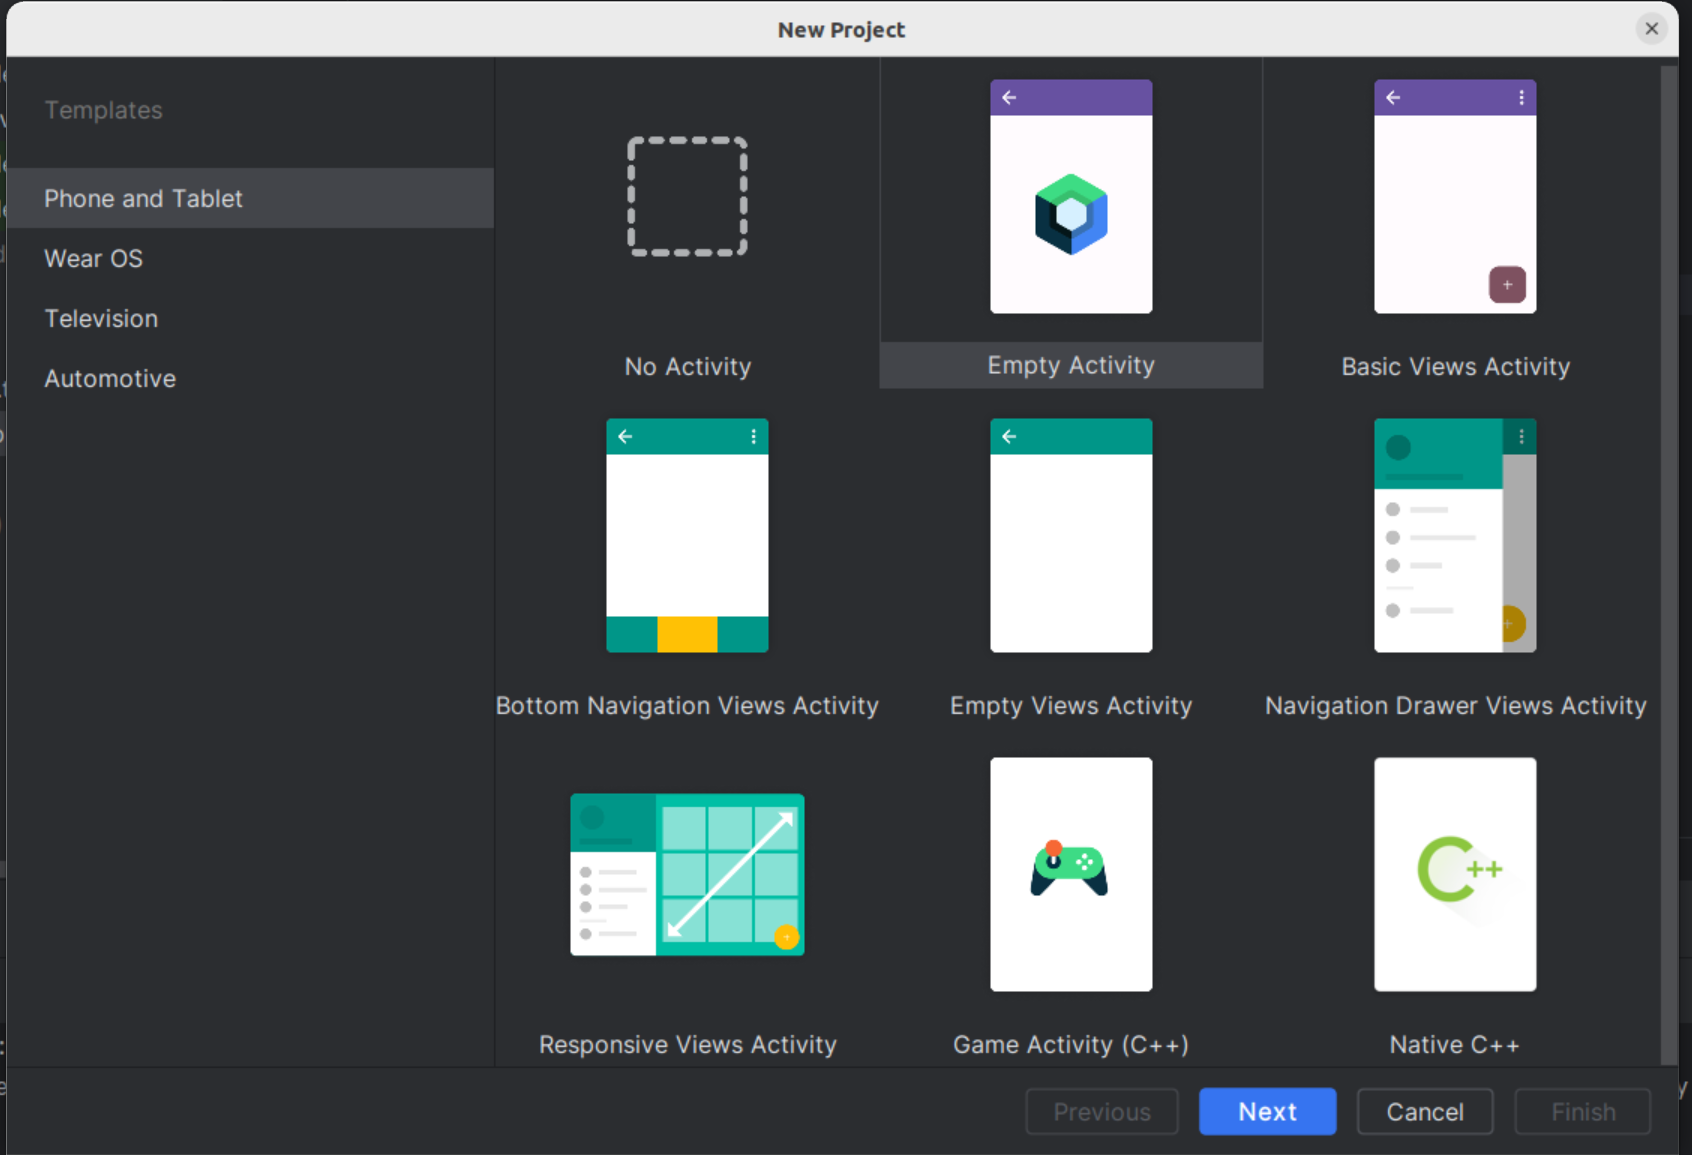 New Project
Templates
Phone and Tablet
Wear OS
Television
Automotive
No Activity
Empty Activity
Basic Views Activity
Bottom Navigation Views Activity
Empty Views Activity
Navigation Drawer Views Activity
C++
Responsive Views Activity
Game Activity (C++)
Native C++
Previous
Next
Cancel
Finish